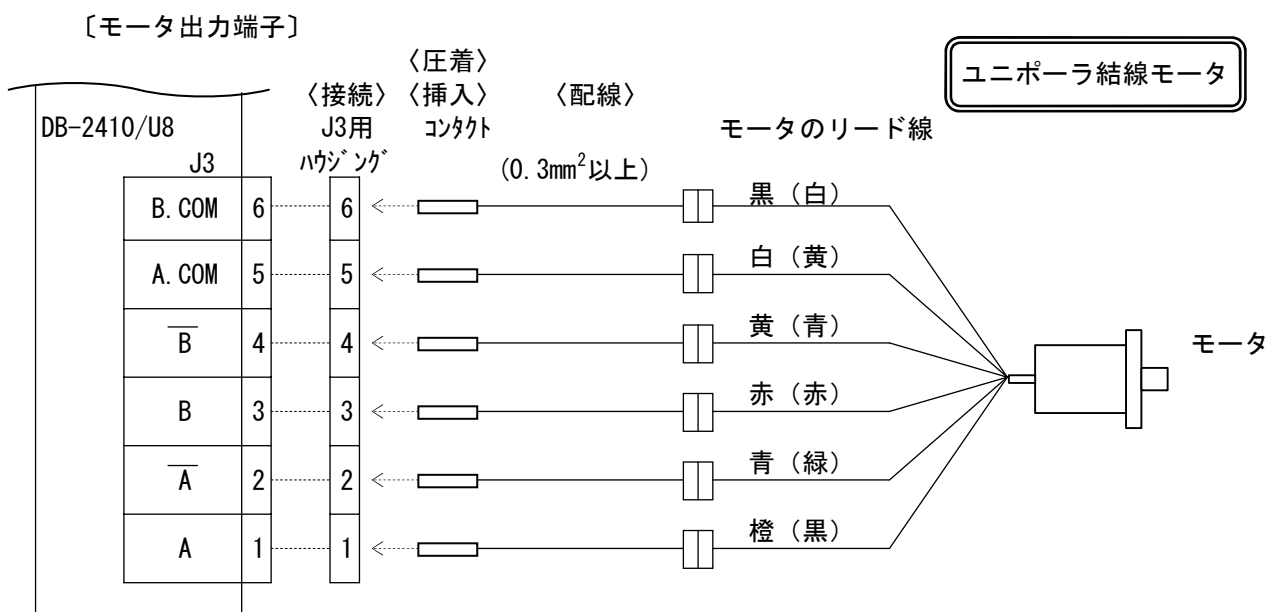 〔モータ出力端子〕
ユニポーラ結線モータ
〈圧着〉
〈接続〉 〈挿入〉 〈配線〉
DB-2410/U8 J3用 ｺﾝﾀｸﾄ モータのリード線
J3 ﾊｳｼﾞﾝｸﾞ (0.3mm²以上)
B.COM 6 6 黒（白）
A.COM 5 5 白（黄）
B̅ 4 4 黄（青）
モータ
B 3 3 赤（赤）
A̅ 2 2 青（緑）
A 1 1 橙（黒）